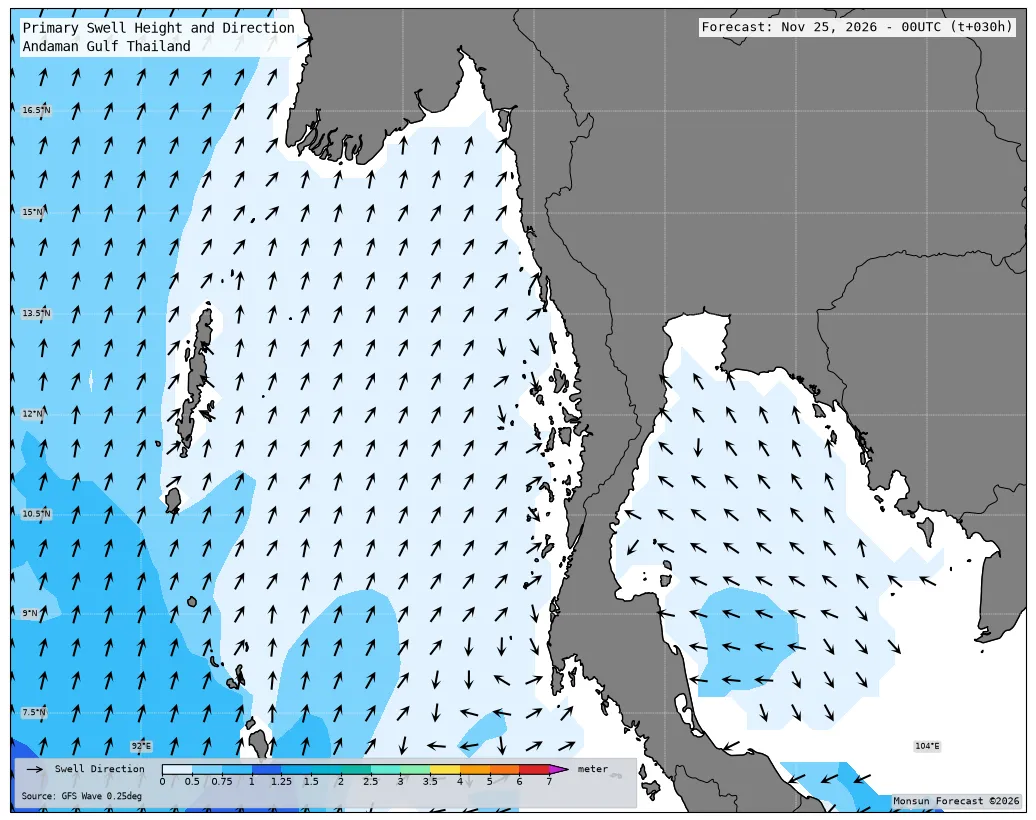 Primary Swell Height and Direction
Andaman Gulf Thailand
Forecast: Nov 25, 2026 - 00UTC (t+030h)
16.5°N
15°N
13.5°N
12°N
10.5°N
9°N
7.5°N
92°E
104°E
Swell Direction
0 0.5 0.75 1 1.25 1.5 2 2.5 3 3.5 4 5 6 7
meter
Source: GFS Wave 0.25deg
Monsun Forecast ©2026